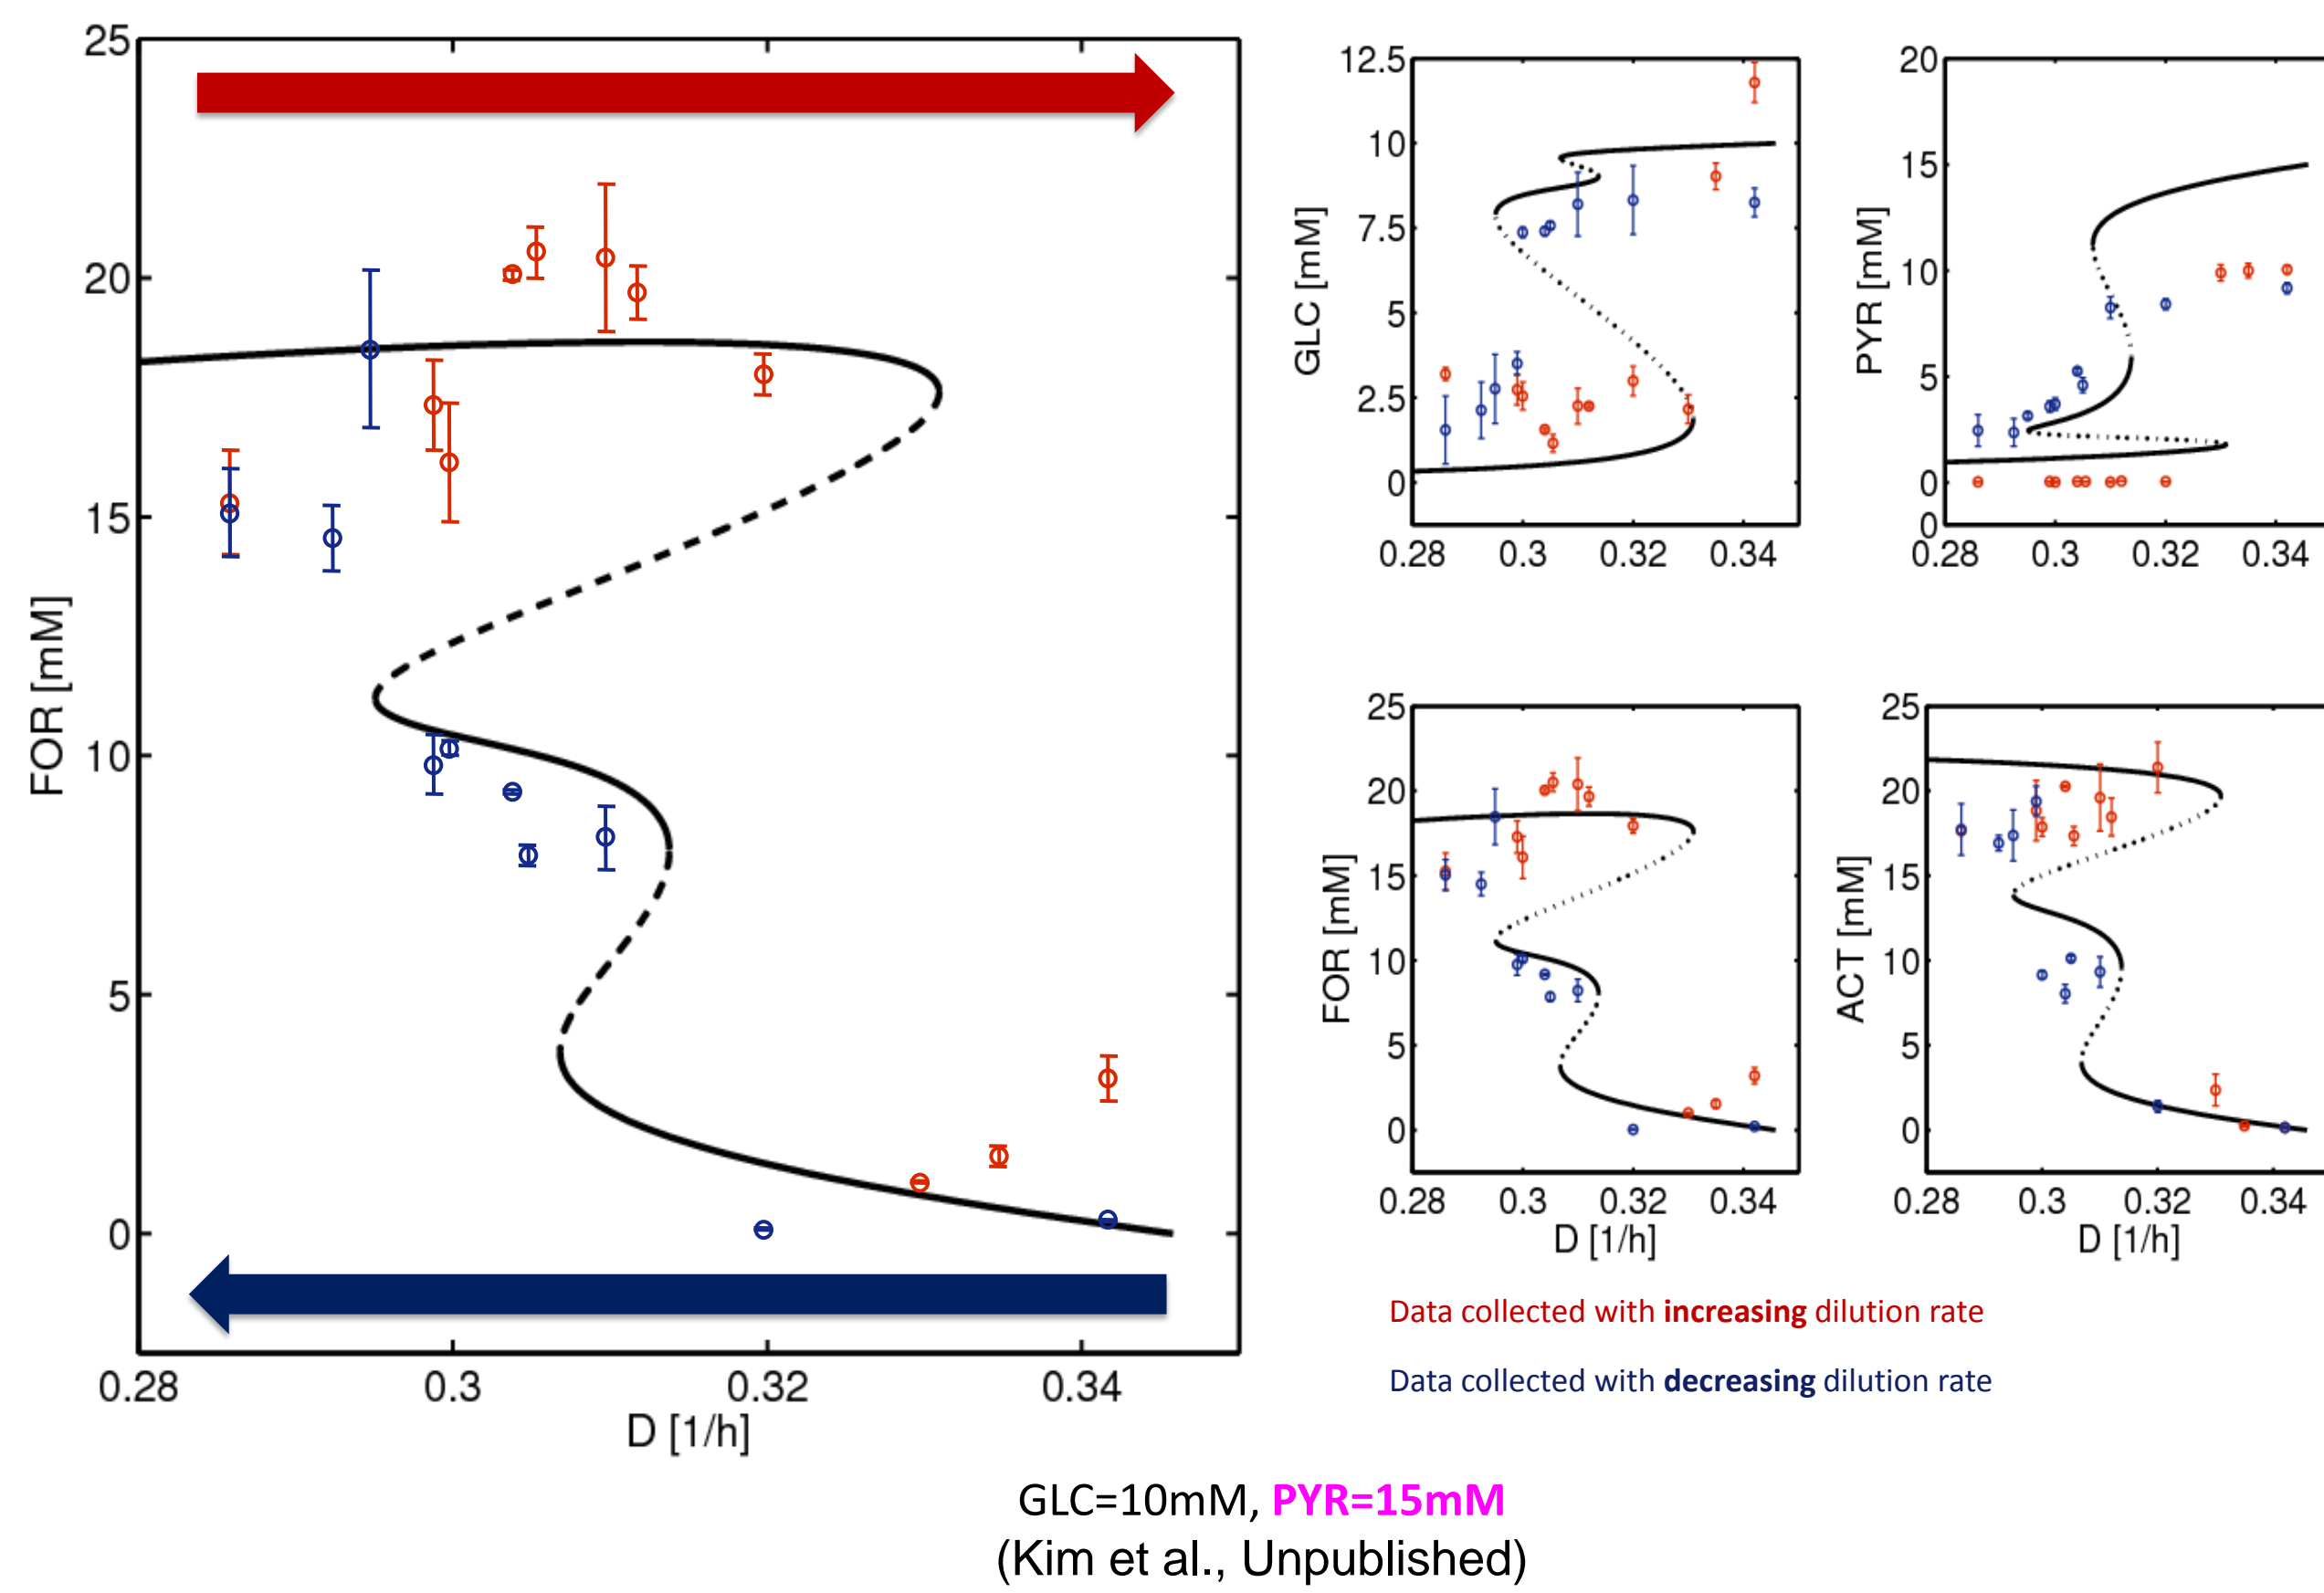 25
20
15
10
5
0
FOR [mM]
0.28 0.3 0.32 0.34
D [1/h]
12.5
10
7.5
5
2.5
0
GLC [mM]
0.28 0.3 0.32 0.34
20
15
10
5
0
0
PYR [mM]
0.28 0.3 0.32 0.34
25
20
15
10
5
0
FOR [mM]
0.28 0.3 0.32 0.34
D [1/h]
25
20
15
10
5
0
ACT [mM]
0.28 0.3 0.32 0.34
D [1/h]
Data collected with increasing dilution rate
Data collected with decreasing dilution rate
GLC=10mM, PYR=15mM
(Kim et al., Unpublished)